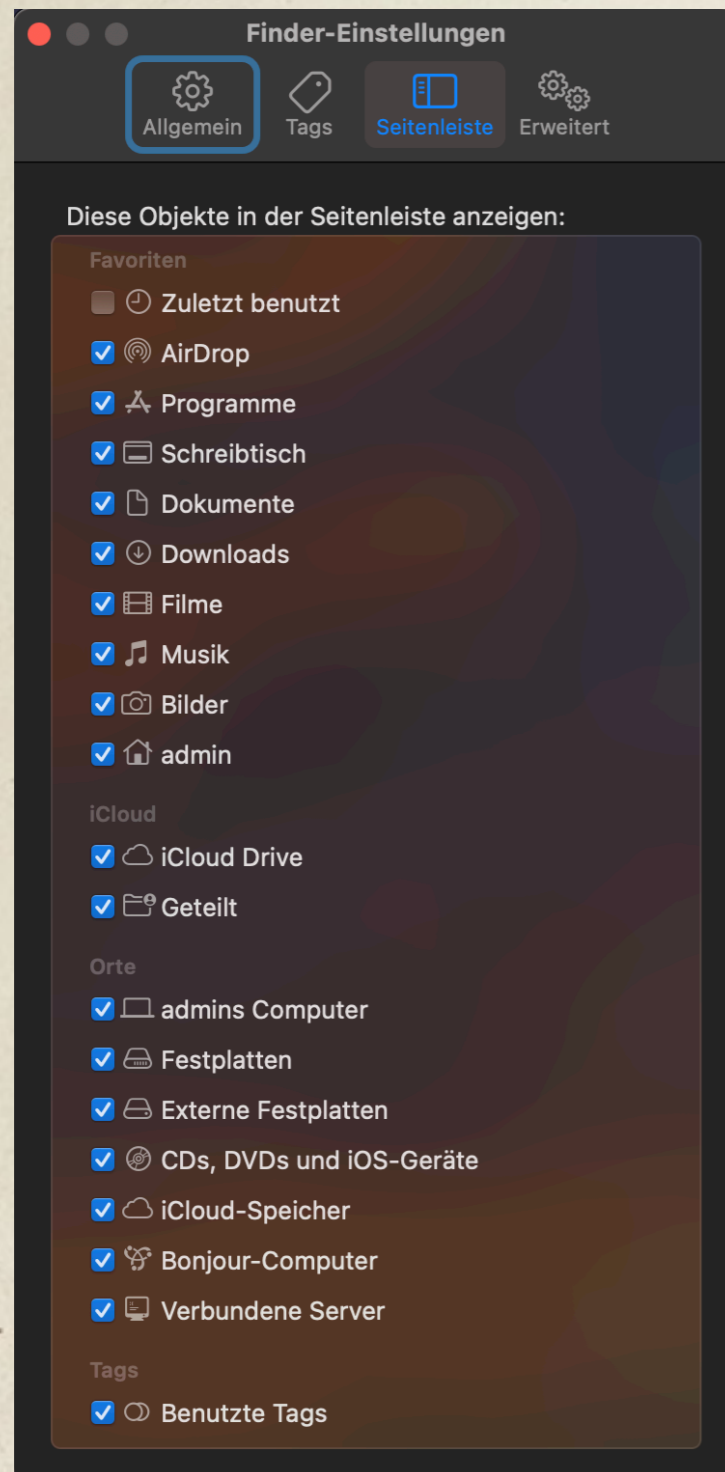 Finder-Einstellungen
Allgemein
Tags
Seitenleiste
Erweitert
Diese Objekte in der Seitenleiste anzeigen:
Favoriten
Zuletzt benutzt
AirDrop
Programme
Schreibtisch
Dokumente
Downloads
Filme
Musik
Bilder
admin
iCloud
iCloud Drive
Geteilt
Orte
admins Computer
Festplatten
Externe Festplatten
CDs, DVDs und iOS-Geräte
iCloud-Speicher
Bonjour-Computer
Verbundene Server
Tags
Benutzte Tags